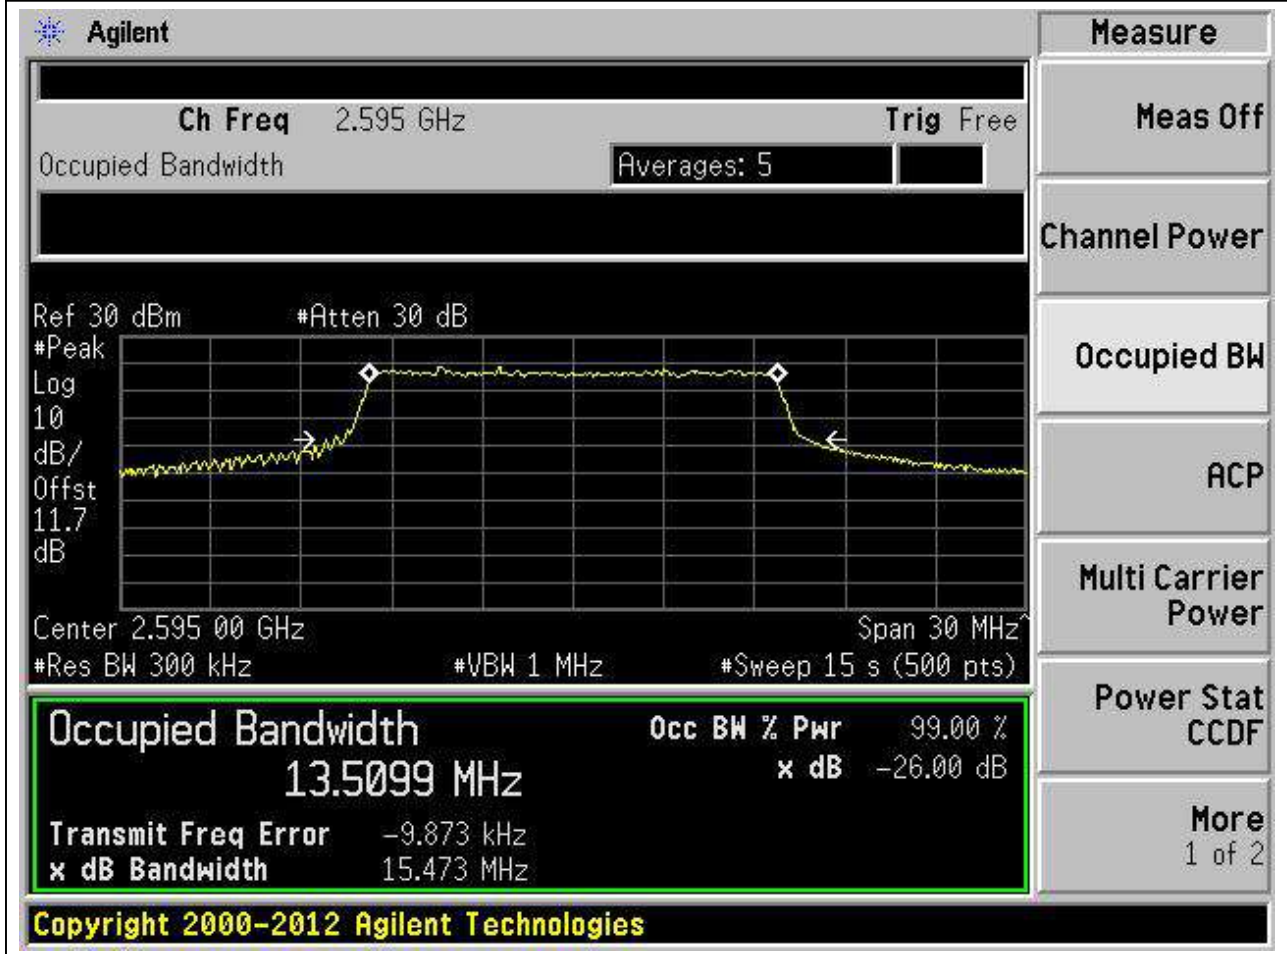 Agilent
Measure
Ch Freq 2.595 GHz Trig Free
Occupied Bandwidth Averages: 5
Meas Off
Channel Power
Occupied BW
ACP
Multi Carrier
Power
Power Stat
CCDF
More
1 of 2
Ref 30 dBm #Atten 30 dB
#Peak
Log
10
dB/
Offst
11.7
dB
Center 2.595 00 GHz Span 30 MHz^
#Res BW 300 kHz #VBW 1 MHz #Sweep 15 s (500 pts)
Occupied Bandwidth
13.5099 MHz
Occ BW % Pwr 99.00 %
x dB -26.00 dB
Transmit Freq Error -9.873 kHz
x dB Bandwidth 15.473 MHz
Copyright 2000-2012 Agilent Technologies